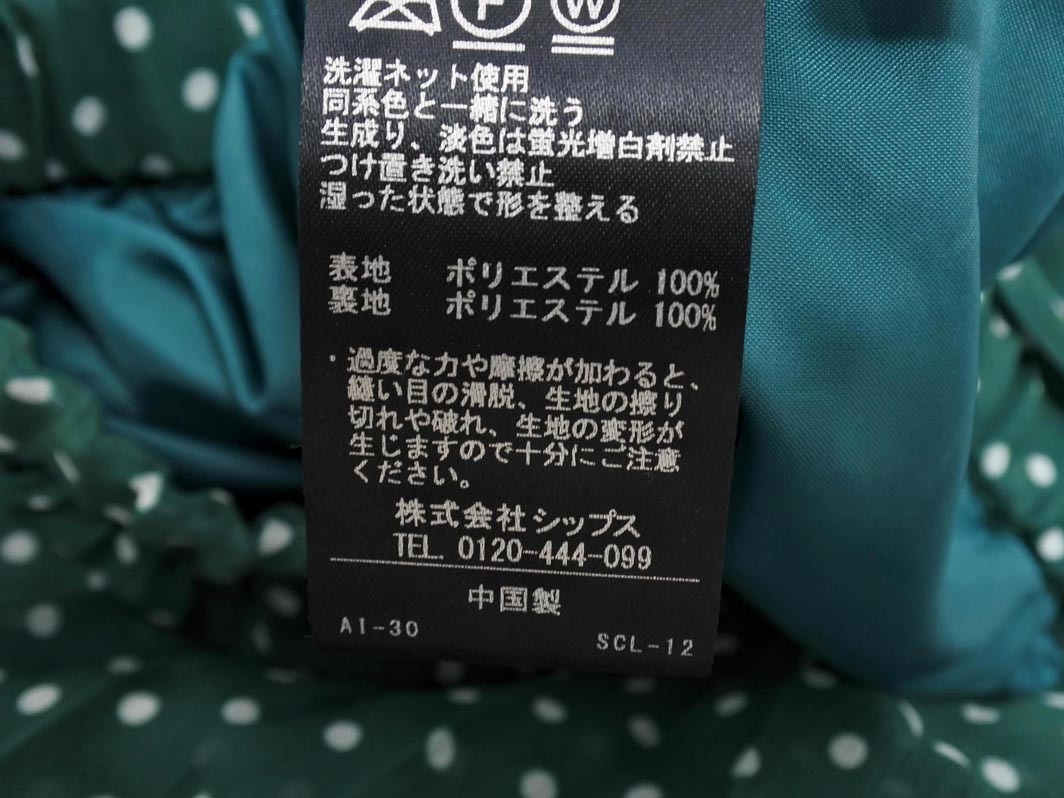 F W
洗濯ネット使用
同系色と一緒に洗う
生成り、淡色は蛍光増白剤禁止
つけ置き洗い禁止
湿った状態で形を整える
表地 ポリエステル 100%
裏地 ポリエステル 100%
・過度な力や摩擦が加わると、
縫い目の滑脱、生地の擦り
切れや破れ、生地の変形が
生じますので十分にご注意
ください。
株式会社シップス
TEL. 0120-444-099
中国製
AI-30 SCL-12